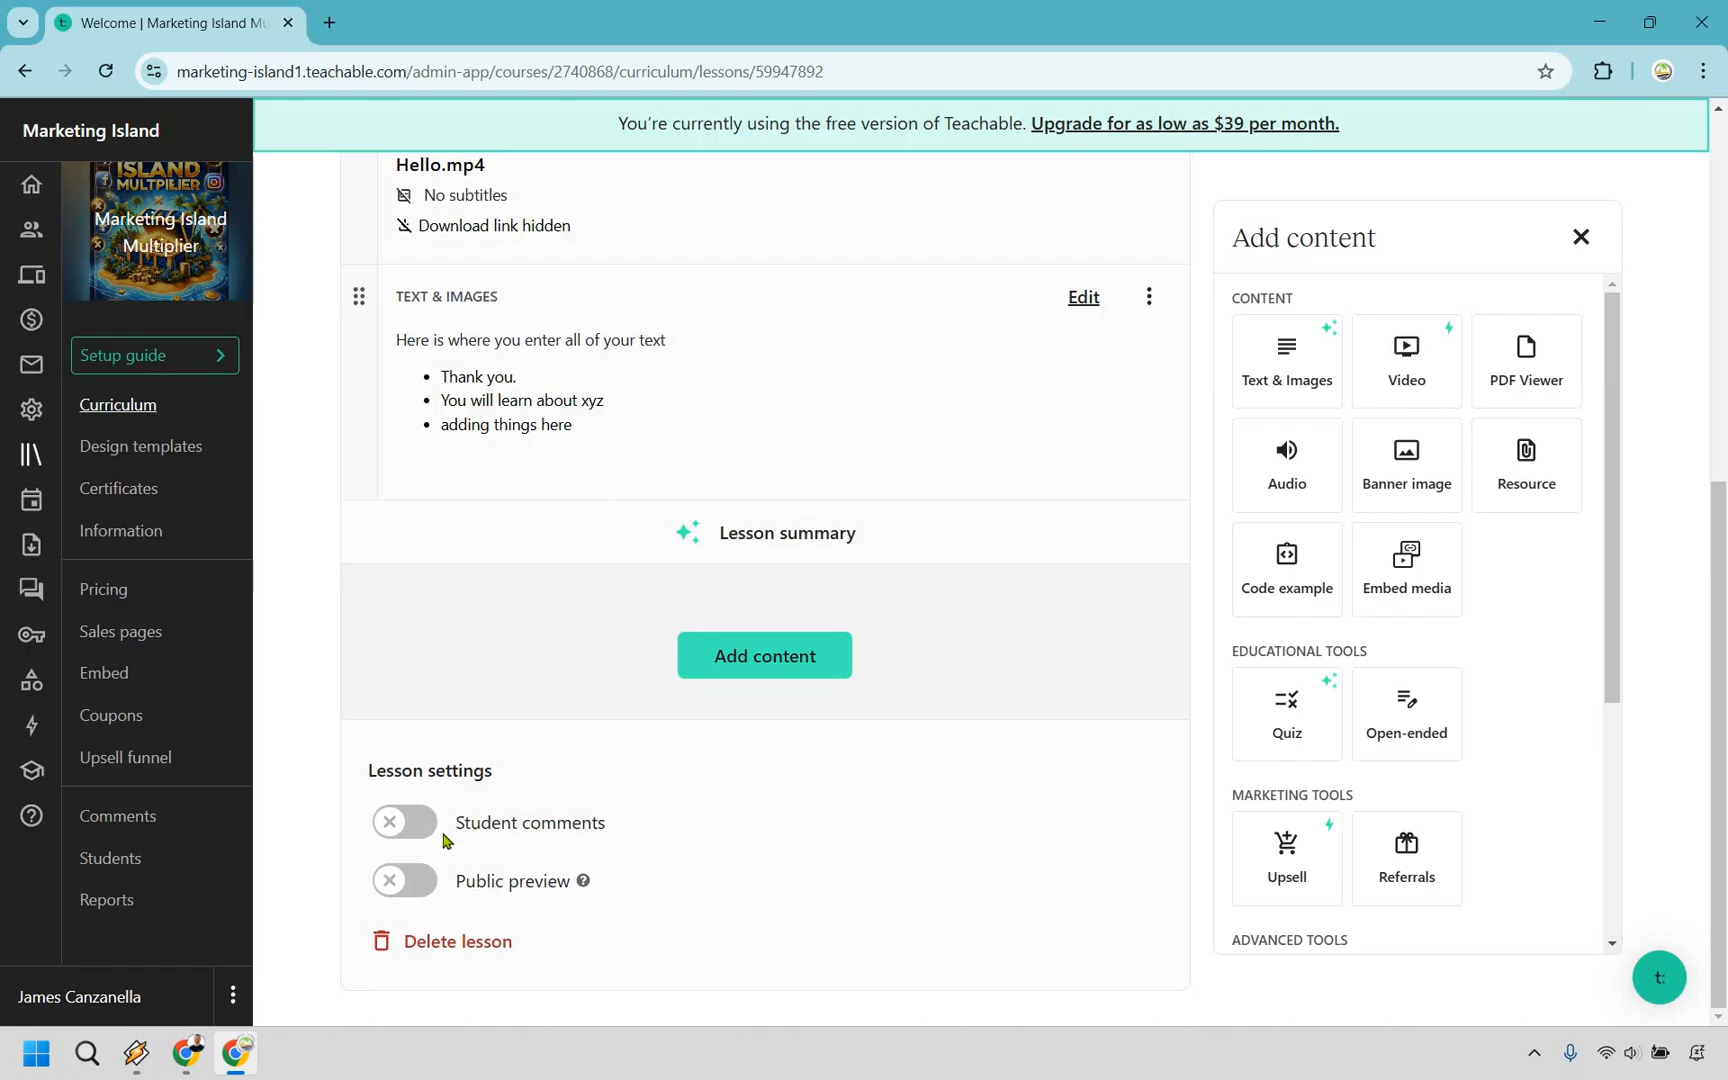 Welcome | Marketing Island Mu
marketing-island1.teachable.com/admin-app/courses/2740868/curriculum/lessons/59947892
Marketing Island
You're currently using the free version of Teachable. Upgrade for as low as $39 per month.
ISLAND
MULTIPLIER
Marketing Island
Multiplier
Setup guide
Curriculum
Design templates
Certificates
Information
Pricing
Sales pages
Embed
Coupons
Upsell funnel
Comments
Students
Reports
James Canzanella
Hello.mp4
No subtitles
Download link hidden
TEXT & IMAGES
Edit
Here is where you enter all of your text
• Thank you.
• You will learn about xyz
• adding things here
Lesson summary
Add content
Lesson settings
Student comments
Public preview
Delete lesson
Add content
CONTENT
Text & Images
Video
PDF Viewer
Audio
Banner image
Resource
Code example
Embed media
EDUCATIONAL TOOLS
Quiz
Open-ended
MARKETING TOOLS
Upsell
Referrals
ADVANCED TOOLS
t: